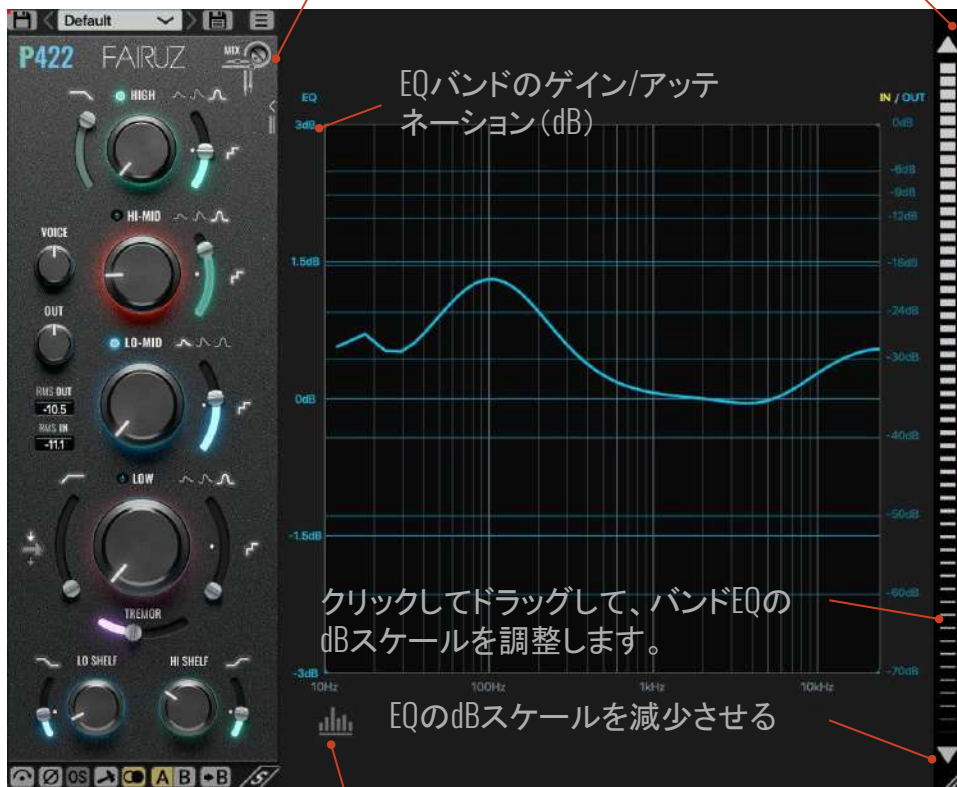 Default
P422 FAIRUZ MIX
HIGH
EQバンドのゲイン/アッテ
ネーション(dB)
EQ
IN / OUT
3dB
0dB
-6dB
-9dB
-12dB
HI-MID
VOICE
1.5dB
-18dB
OUT
-24dB
LO-MID
-30dB
RMS OUT
-10.5
0dB
RMS IN
-11.1
-40dB
LOW
-50dB
-1.5dB
クリックしてドラッグして、バンドEQの
dBスケールを調整します。
-60dB
TREMOR
LO SHELF
HI SHELF
-3dB
-70dB
10Hz
100Hz
1kHz
10kHz
EQのdBスケールを減少させる
OS
A
B
B